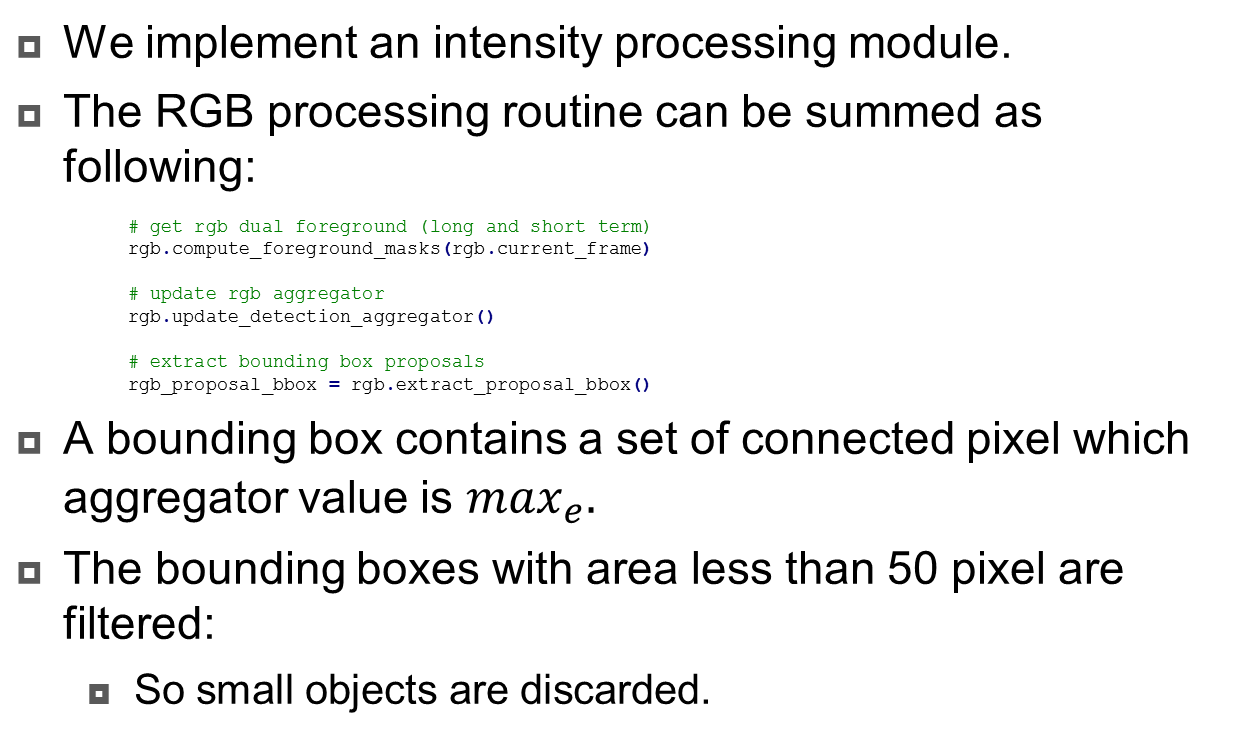 We implement an intensity processing module.
The RGB processing routine can be summed as
following:
# get rgb dual foreground (long and short term)
rgb.compute_foreground_masks(rgb.current_frame)
# update rgb aggregator
rgb.update_detection_aggregator()
# extract bounding box proposals
rgb_proposal_bbox = rgb.extract_proposal_bbox()
A bounding box contains a set of connected pixel which
aggregator value is 𝑚𝑎𝑥ₑ.
The bounding boxes with area less than 50 pixel are
filtered:
So small objects are discarded.